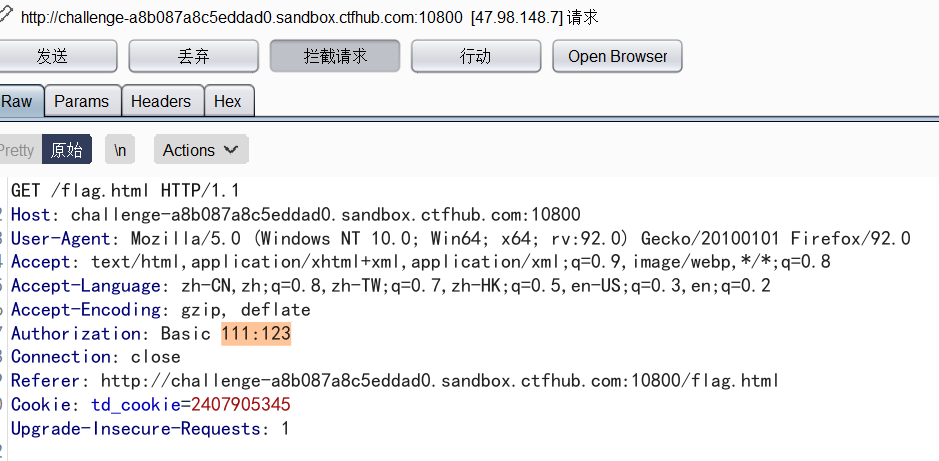 http://challenge-a8b087a8c5eddad0.sandbox.ctfhub.com:10800 [47.98.148.7] 请求
发送 丢弃 拦截请求 行动 Open Browser
Raw Params Headers Hex
Pretty 原始 \n Actions
GET /flag.html HTTP/1.1
Host: challenge-a8b087a8c5eddad0.sandbox.ctfhub.com:10800
User-Agent: Mozilla/5.0 (Windows NT 10.0; Win64; x64; rv:92.0) Gecko/20100101 Firefox/92.0
Accept: text/html,application/xhtml+xml,application/xml;q=0.9,image/webp,*/*;q=0.8
Accept-Language: zh-CN,zh;q=0.8,zh-TW;q=0.7,zh-HK;q=0.5,en-US;q=0.3,en;q=0.2
Accept-Encoding: gzip, deflate
Authorization: Basic 111:123
Connection: close
Referer: http://challenge-a8b087a8c5eddad0.sandbox.ctfhub.com:10800/flag.html
Cookie: td_cookie=2407905345
Upgrade-Insecure-Requests: 1